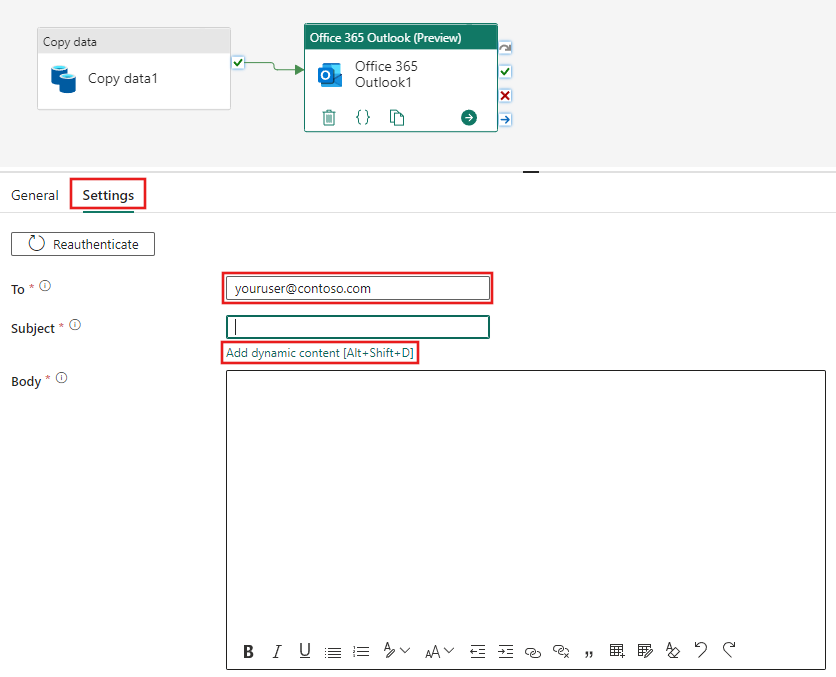 Copy data
Copy data1
Office 365 Outlook (Preview)
Office 365
Outlook1
General
Settings
Reauthenticate
To *
youruser@contoso.com
Subject *
Add dynamic content [Alt+Shift+D]
Body *